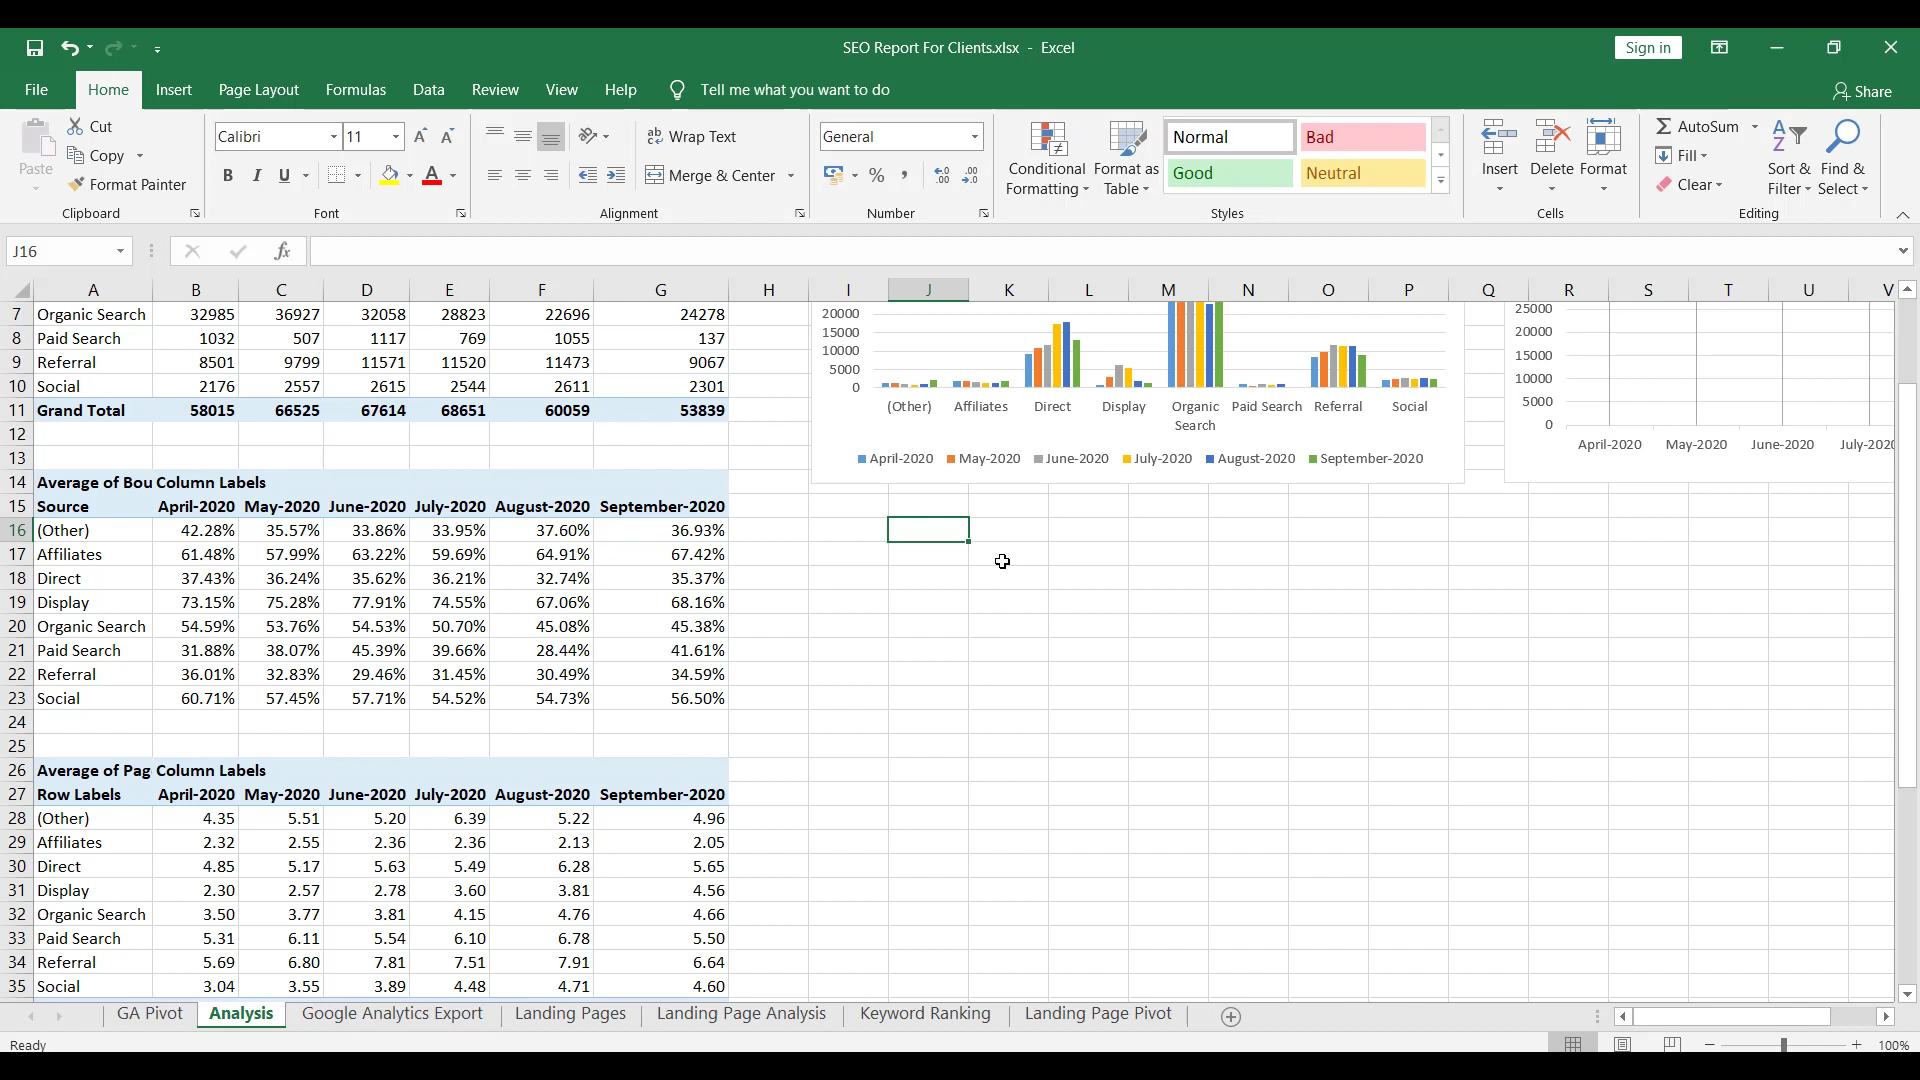 SEO Report For Clients.xlsx - Excel
Sign in
File Home Insert Page Layout Formulas Data Review View Help Tell me what you want to do
Share
Paste
Cut
Copy
Format Painter
Clipboard
Calibri 11
B I U
Font
Wrap Text
Merge & Center
Alignment
General
Number
Conditional Formatting
Format as Table
Normal Bad
Good Neutral
Styles
Insert Delete Format
Cells
AutoSum
Fill
Clear
Sort & Filter
Find & Select
Editing
J16
fx
A B C D E F G H I J K L M N O P Q R S T U V
7 Organic Search 32985 36927 32058 28823 22696 24278
8 Paid Search 1032 507 1117 769 1055 137
9 Referral 8501 9799 11571 11520 11473 9067
10 Social 2176 2557 2615 2544 2611 2301
11 Grand Total 58015 66525 67614 68651 60059 53839
12
13
14 Average of Bou Column Labels
15 Source April-2020 May-2020 June-2020 July-2020 August-2020 September-2020
16 (Other) 42.28% 35.57% 33.86% 33.95% 37.60% 36.93%
17 Affiliates 61.48% 57.99% 63.22% 59.69% 64.91% 67.42%
18 Direct 37.43% 36.24% 35.62% 36.21% 32.74% 35.37%
19 Display 73.15% 75.28% 77.91% 74.55% 67.06% 68.16%
20 Organic Search 54.59% 53.76% 54.53% 50.70% 45.08% 45.38%
21 Paid Search 31.88% 38.07% 45.39% 39.66% 28.44% 41.61%
22 Referral 36.01% 32.83% 29.46% 31.45% 30.49% 34.59%
23 Social 60.71% 57.45% 57.71% 54.52% 54.73% 56.50%
24
25
26 Average of Pag Column Labels
27 Row Labels April-2020 May-2020 June-2020 July-2020 August-2020 September-2020
28 (Other) 4.35 5.51 5.20 6.39 5.22 4.96
29 Affiliates 2.32 2.55 2.36 2.36 2.13 2.05
30 Direct 4.85 5.17 5.63 5.49 6.28 5.65
31 Display 2.30 2.57 2.78 3.60 3.81 4.56
32 Organic Search 3.50 3.77 3.81 4.15 4.76 4.66
33 Paid Search 5.31 6.11 5.54 6.10 6.78 5.50
34 Referral 5.69 6.80 7.81 7.51 7.91 6.64
35 Social 3.04 3.55 3.89 4.48 4.71 4.60
20000
15000
10000
5000
0
(Other) Affiliates Direct Display Organic Search Paid Search Referral Social
April-2020 May-2020 June-2020 July-2020 August-2020 September-2020
25000
20000
15000
10000
5000
0
April-2020 May-2020 June-2020 July-2020
GA Pivot Analysis Google Analytics Export Landing Pages Landing Page Analysis Keyword Ranking Landing Page Pivot
Ready
100%